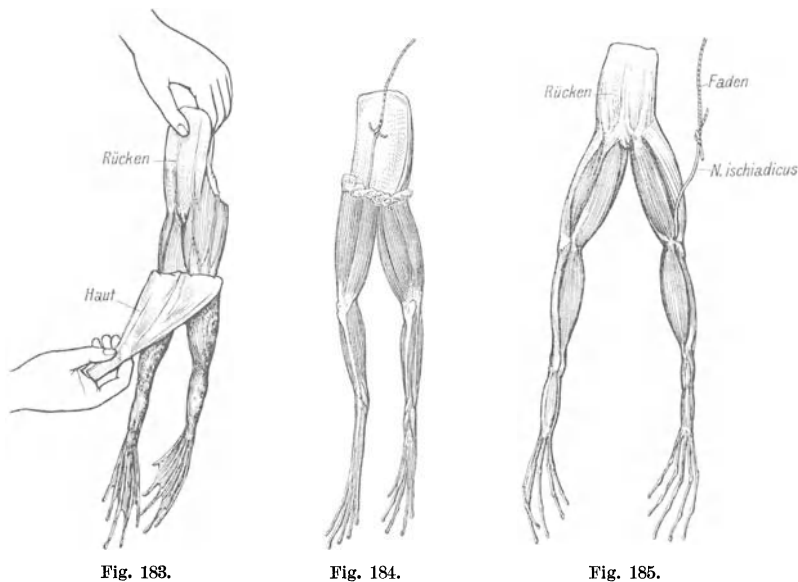 Rücken
Haut
Fig. 183.
Fig. 184.
Rücken
Faden
N. ischiadicus
Fig. 185.